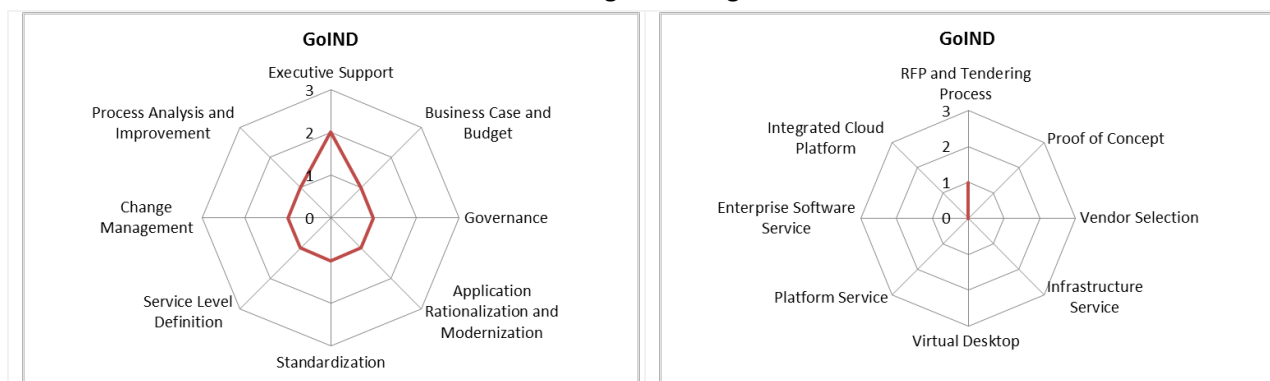 GoIND
Executive Support
3
Process Analysis and
Improvement
Business Case and
Budget
2
1
Change
Management
0
Governance
Service Level
Definition
Application
Rationalization and
Modernization
Standardization
GoIND
RFP and Tendering
Process
3
Integrated Cloud
Platform
Proof of Concept
2
1
Enterprise Software
Service
0
Vendor Selection
Platform Service
Infrastructure
Service
Virtual Desktop